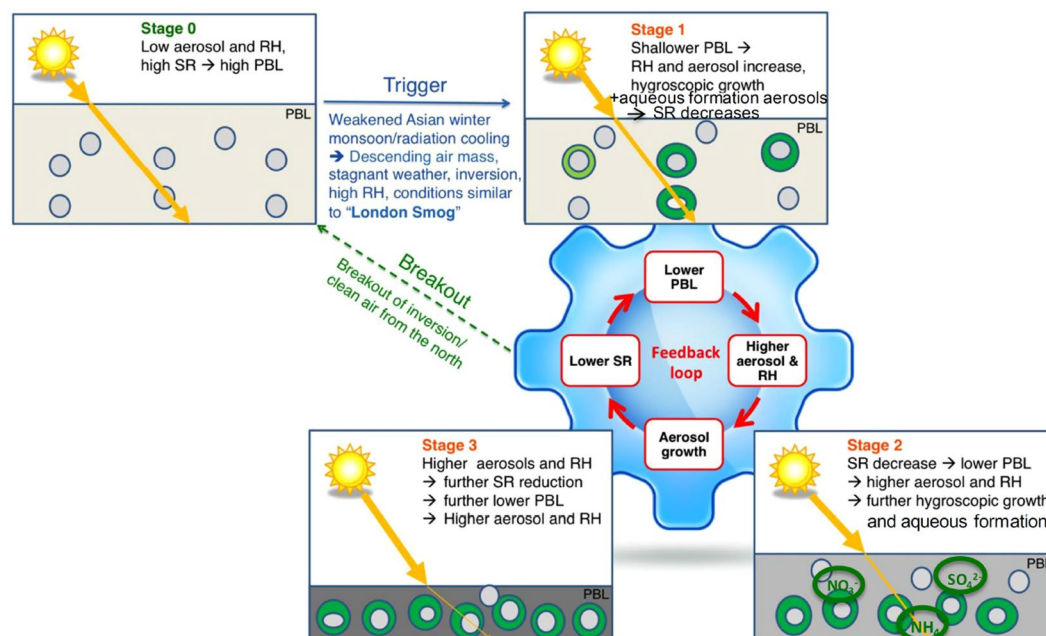 Stage 0
Low aerosol and RH,
high SR → high PBL
PBL
Trigger
Weakened Asian winter
monsoon/radiation cooling
➔ Descending air mass,
stagnant weather, inversion,
high RH, conditions similar
to “London Smog”
Stage 1
Shallower PBL →
RH and aerosol increase,
hygroscopic growth
+aqueous formation aerosols
→ SR decreases
PBL
Breakout
Breakout of inversion/
clean air from the north
Lower
PBL
Lower SR
Feedback
loop
Higher
aerosol &
RH
Aerosol
growth
Stage 3
Higher aerosols and RH
→ further SR reduction
→ further lower PBL
→ Higher aerosol and RH
PBL
Stage 2
SR decrease → lower PBL
→ higher aerosol and RH
→ further hygroscopic growth
and aqueous formation
PB
NO₃⁻
SO₄²⁻
NH₄